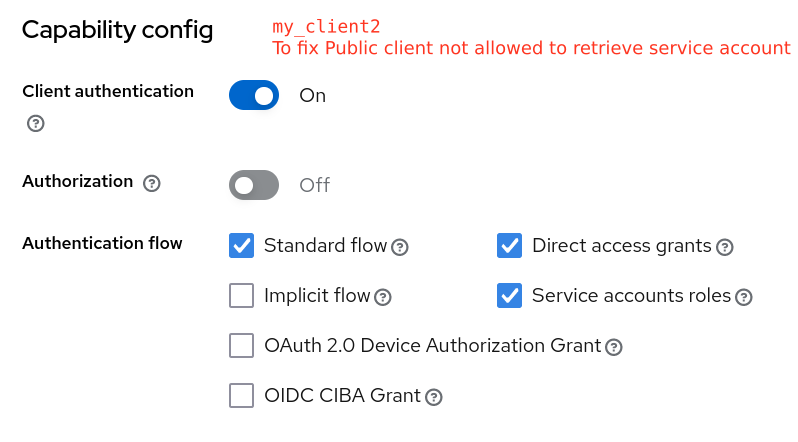 Capability config
my_client2
To fix Public client not allowed to retrieve service account
Client authentication
On
Authorization
Off
Authentication flow
Standard flow
Direct access grants
Implicit flow
Service accounts roles
OAuth 2.0 Device Authorization Grant
OIDC CIBA Grant